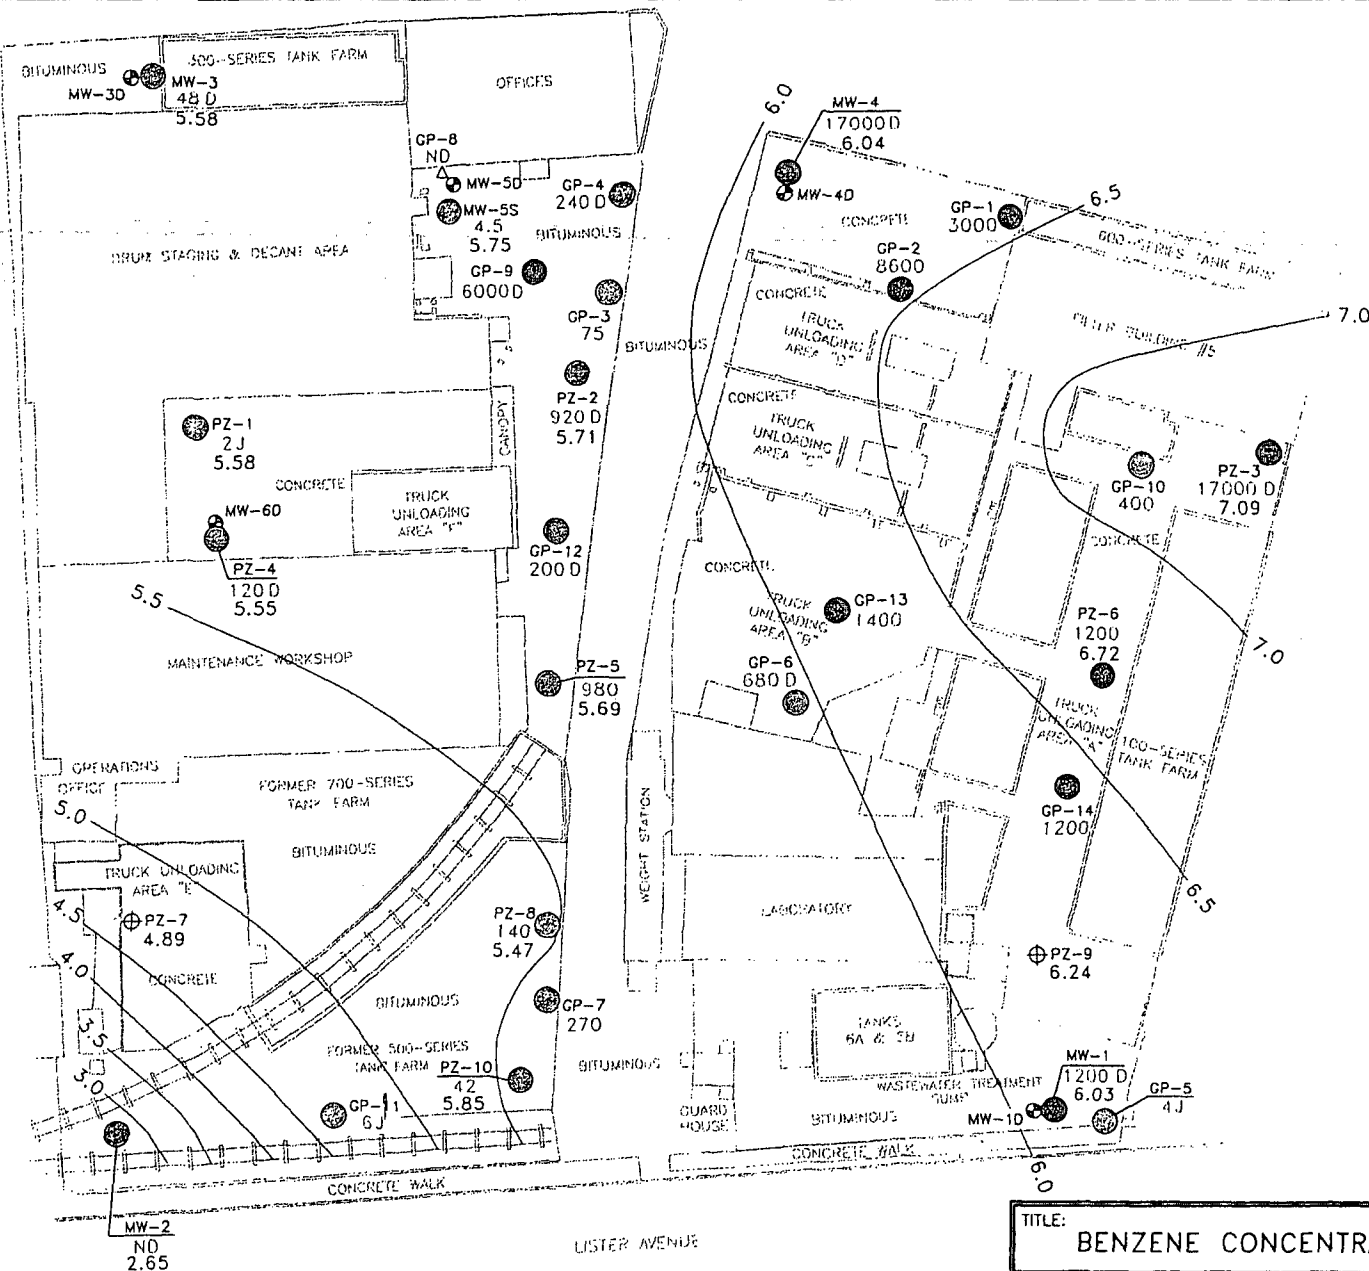 BITUMINOUS
MW-3D
MW-3
48 D
5.58
-SERIES TANK FARM
OFFICES
GP-8
ND
MW-5D
MW-5S
4.5
5.75
GP-4
240 D
BITUMINOUS
DRUM STAGING & DECANT AREA
GP-9
6000 D
GP-3
75
BITUMINOUS
PZ-2
920 D
5.71
CANOPY
PZ-1
2J
5.58
CONCRETE
TRUCK
UNLOADING
AREA "F"
MW-6D
PZ-4
120 D
5.55
GP-12
200 D
5.5
MAINTENANCE WORKSHOP
PZ-5
980
5.69
OPERATIONS
OFFICE
FORMER 700-SERIES
TANK FARM
5.0
BITUMINOUS
TRUCK UNLOADING
AREA "E"
4.5
PZ-7
4.89
4.0
CONCRETE
PZ-8
140
5.47
3.5
BITUMINOUS
GP-7
270
FORMER 500-SERIES
TANK FARM
3.0
PZ-10
42
5.85
BITUMINOUS
GP-11
6J
CONCRETE WALK
MW-2
ND
2.65
LISTER AVENUE
6.0
MW-4
17000 D
6.04
MW-4D
CONCRETE
GP-1
3000
6.5
600-SERIES TANK FARM
GP-2
8600
CONCRETE
TRUCK
UNLOADING
AREA "D"
FILTER BUILDING #5
7.0
CONCRETE
TRUCK
UNLOADING
AREA "C"
GP-10
400
PZ-3
17000 D
7.09
CONCRETE
CONCRETE
TRUCK
UNLOADING
AREA "B"
GP-13
1400
PZ-6
1200
6.72
7.0
GP-6
680 D
TRUCK
UNLOADING
AREA "A"
100-SERIES
TANK FARM
WEIGHT STATION
GP-14
1200
6.5
LABORATORY
PZ-9
6.24
TANKS
6A &
WASTEWATER TREATMENT
SUMP
MW-1
1200 D
6.03
MW-1D
GP-5
4J
GUARD
HOUSE
BITUMINOUS
CONCRETE WALK
6.0
TITLE:
BENZENE CONCENTRA